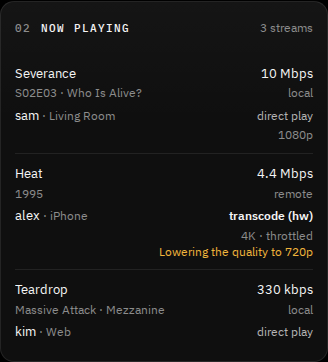 02 NOW PLAYING 3 streams
Severance 10 Mbps
S02E03 · Who Is Alive? local
sam · Living Room direct play
1080p
Heat 4.4 Mbps
1995 remote
alex · iPhone transcode (hw)
4K · throttled
Lowering the quality to 720p
Teardrop 330 kbps
Massive Attack · Mezzanine local
kim · Web direct play